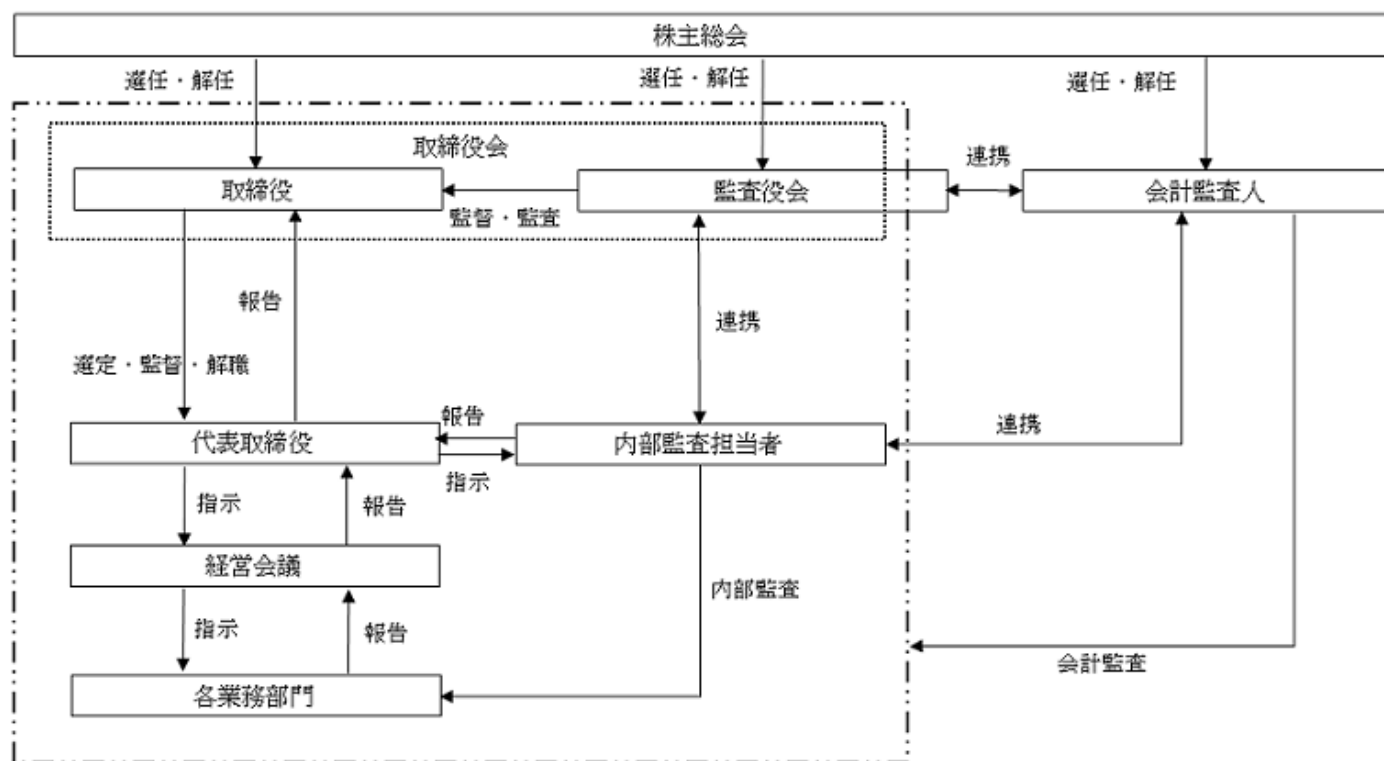 株主総会
選任・解任
選任・解任
選任・解任
取締役会
取締役
監査役会
連携
会計監査人
監督・監査
報告
連携
選定・監督・解職
代表取締役
報告
指示
内部監査担当者
連携
指示
報告
経営会議
内部監査
指示
報告
会計監査
各業務部門